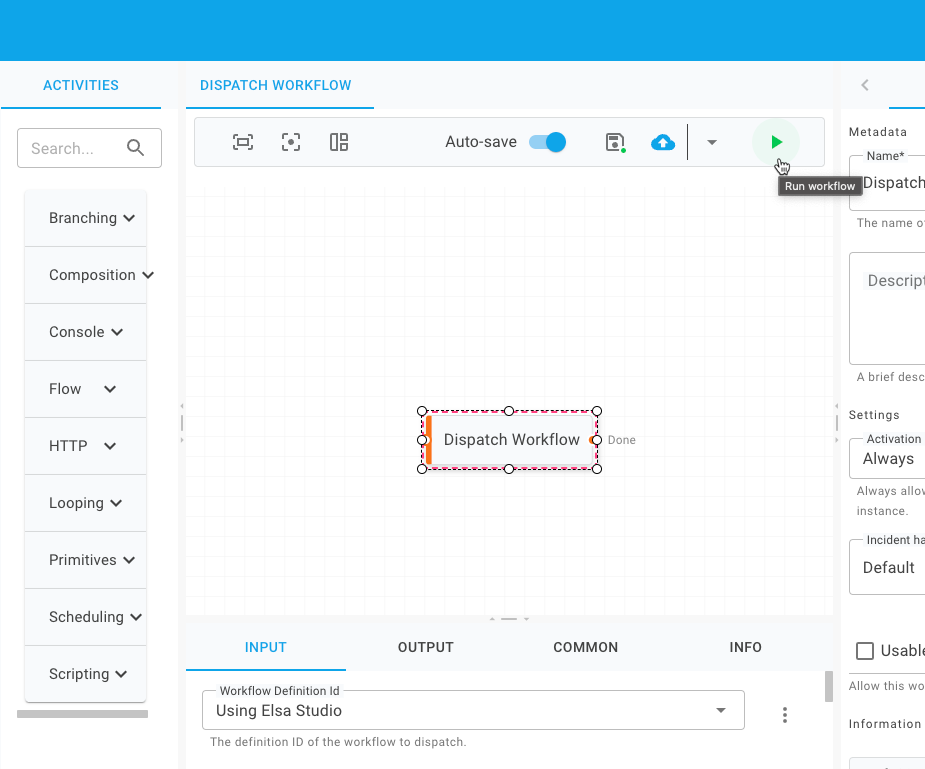 ACTIVITIES
Search...
Branching
Composition
Console
Flow
HTTP
Looping
Primitives
Scheduling
Scripting
DISPATCH WORKFLOW
Auto-save
Run workflow
Dispatch Workflow
Done
INPUT
OUTPUT
COMMON
INFO
Workflow Definition Id
Using Elsa Studio
The definition ID of the workflow to dispatch.
Metadata
Name*
Dispatch
The name o
Descript
A brief desc
Settings
Activation
Always
Always allow
instance.
Incident ha
Default
Usable
Allow this wo
Information